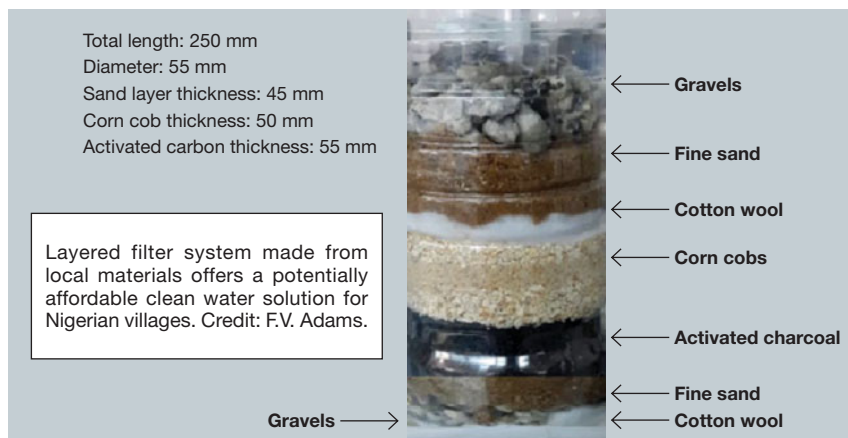 Total length: 250 mm
Diameter: 55 mm
Sand layer thickness: 45 mm
Corn cob thickness: 50 mm
Activated carbon thickness: 55 mm
Layered filter system made from
local materials offers a potentially
affordable clean water solution for
Nigerian villages. Credit: F.V. Adams.
Gravels
Fine sand
Cotton wool
Corn cobs
Activated charcoal
Fine sand
Gravels
Cotton wool